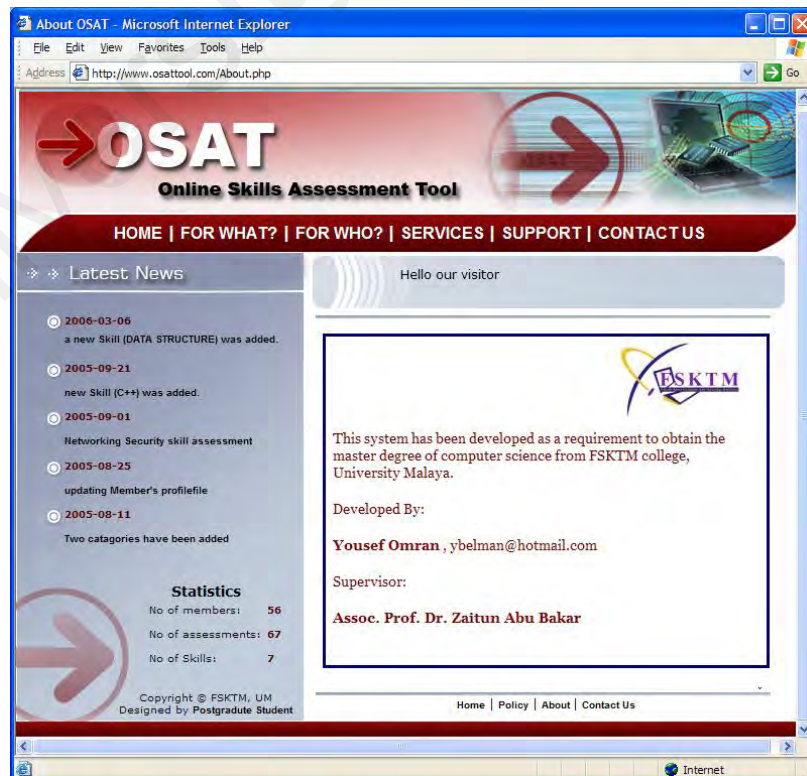 About OSAT - Microsoft Internet Explorer
File Edit View Favorites Tools Help
Address http://www.osattool.com/About.php Go
OSAT
Online Skills Assessment Tool
HOME | FOR WHAT? | FOR WHO? | SERVICES | SUPPORT | CONTACT US
Latest News
Hello our visitor
2006-03-06
a new Skill (DATA STRUCTURE) was added.
2005-09-21
new Skill (C++) was added.
2005-09-01
Networking Security skill assessment
2005-08-25
updating Member's profilefile
2005-08-11
Two catagories have been added
Statistics
No of members: 56
No of assessments: 67
No of Skills: 7
Copyright © FSKTM, UM
Designed by Postgradute Student
FSKTM
This system has been developed as a requirement to obtain the
master degree of computer science from FSKTM college,
University Malaya.
Developed By:
Yousef Omran , ybelman@hotmail.com
Supervisor:
Assoc. Prof. Dr. Zaitun Abu Bakar
Home | Policy | About | Contact Us
Internet